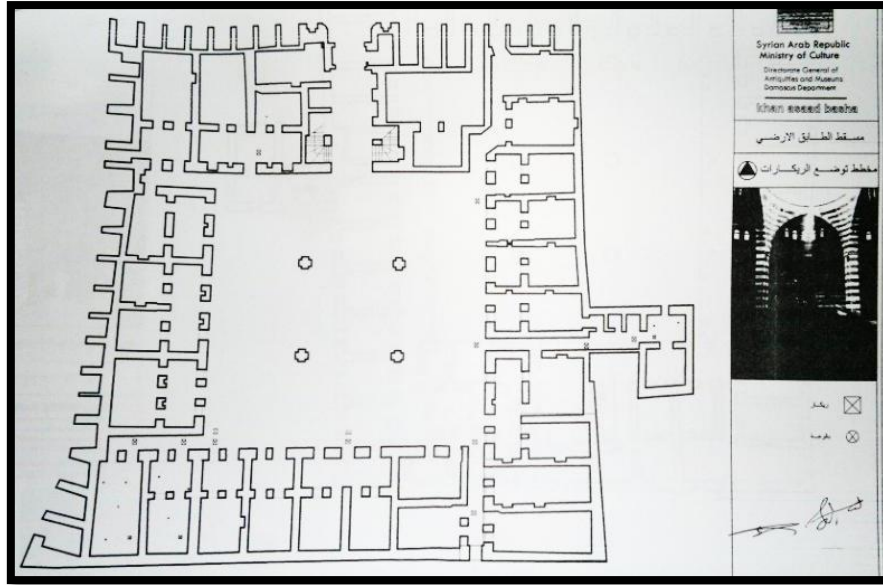 Syrian Arab Republic
Ministry of Culture
Directorate General of
Antiquities and Museums
Damascus Department
khan asaad basha
مسقط الطابق الارضي
مخطط توضع الريكارات
ريكار